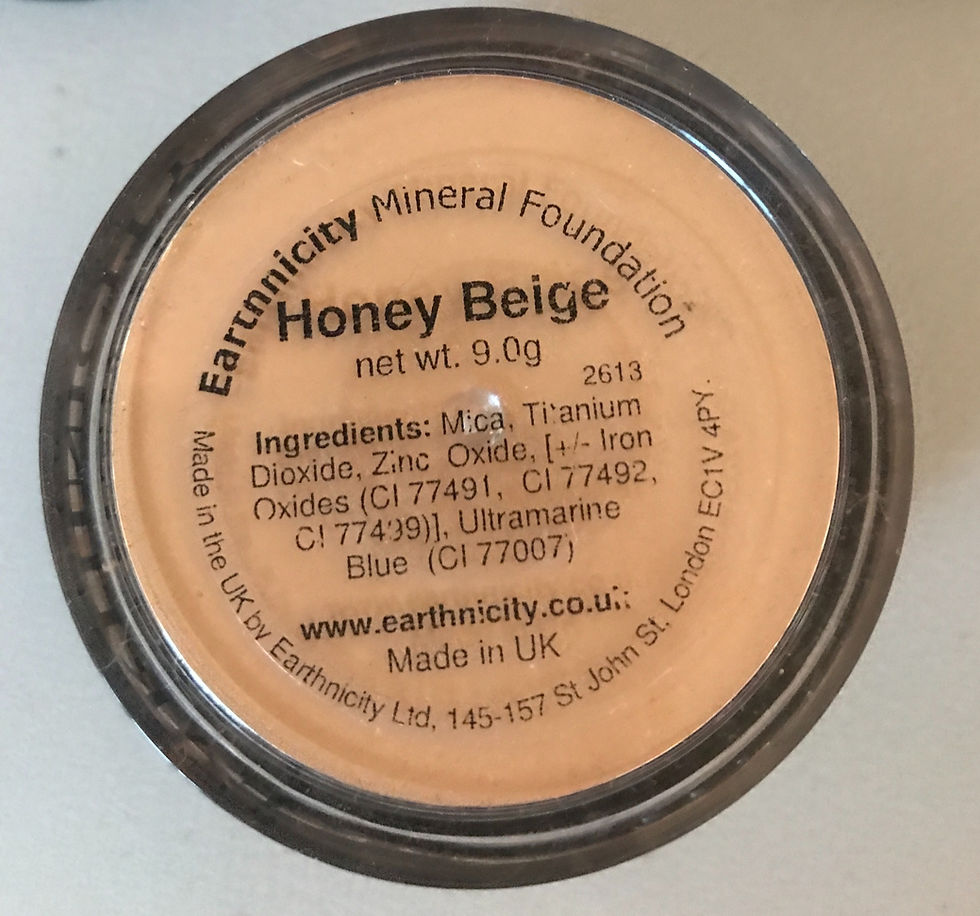 Earthnicity Mineral Foundation
Honey Beige
net wt. 9.0g
2613
Ingredients: Mica, Titanium
Dioxide, Zinc Oxide, [+/- Iron
Oxides (CI 77491, CI 77492,
CI 77499)], Ultramarine
Blue (CI 77007)
www.earthnicity.co.uk
Made in UK
Made in the UK by Earthnicity Ltd, 145-157 St John St, London EC1V 4PY.